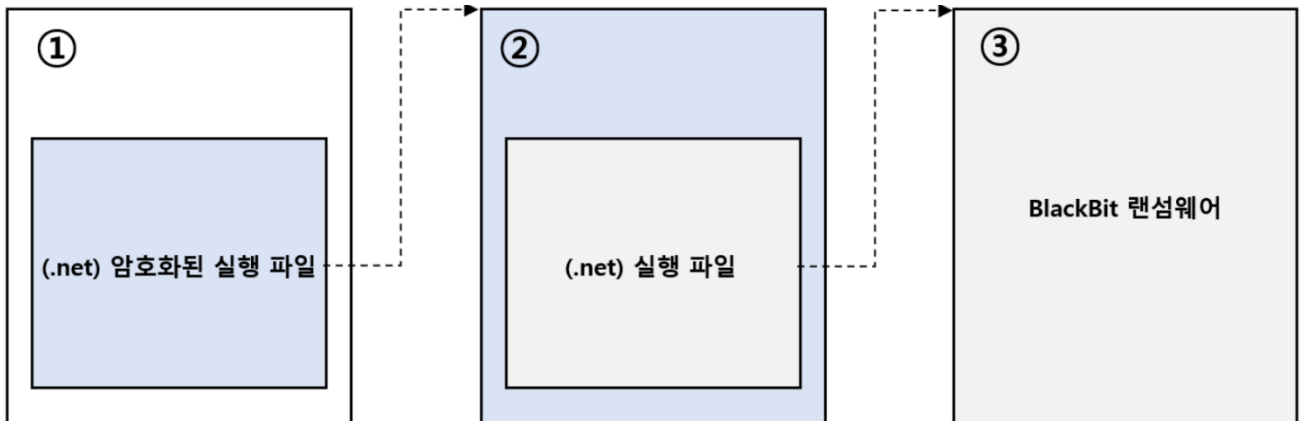 ①
②
③
BlackBit 랜섬웨어
(.net) 암호화된 실행 파일
(.net) 실행 파일